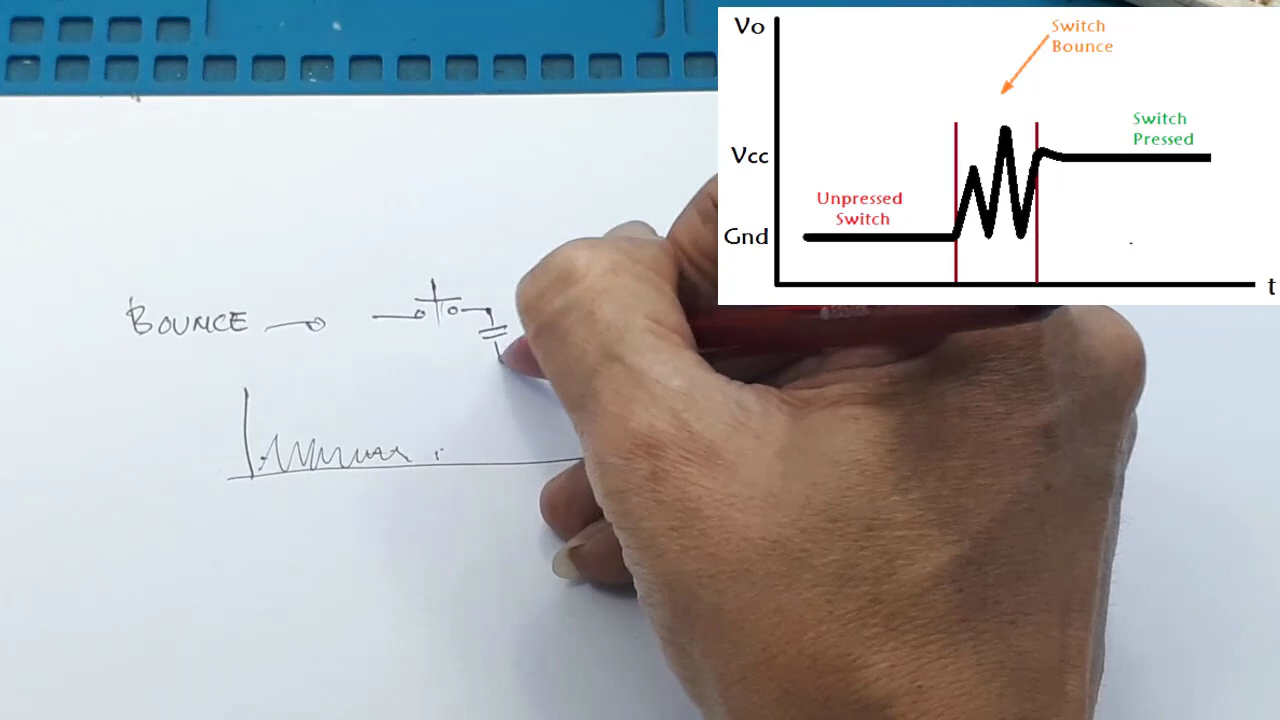 Vo
Switch
Bounce
Switch
Pressed
Vcc
Unpressed
Switch
Gnd
t
BOUNCE